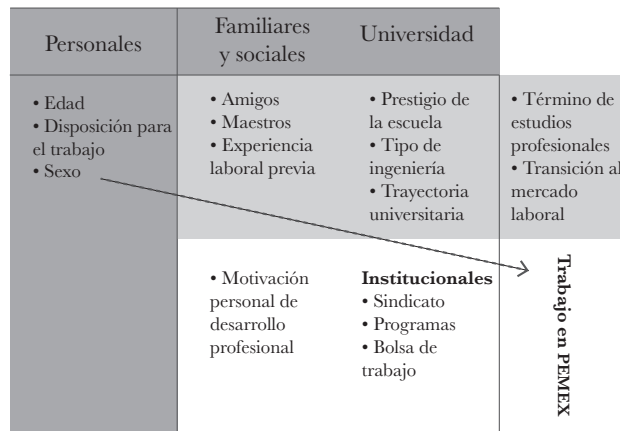 Personales
Familiares
y sociales
Universidad
• Edad
• Disposición para
el trabajo
• Sexo
• Amigos
• Maestros
• Experiencia
laboral previa
• Prestigio de
la escuela
• Tipo de
ingeniería
• Trayectoria
universitaria
• Término de
estudios
profesionales
• Transición al
mercado
laboral
• Motivación
personal de
desarrollo
profesional
Institucionales
• Sindicato
• Programas
• Bolsa de
trabajo
Trabajo en PEMEX